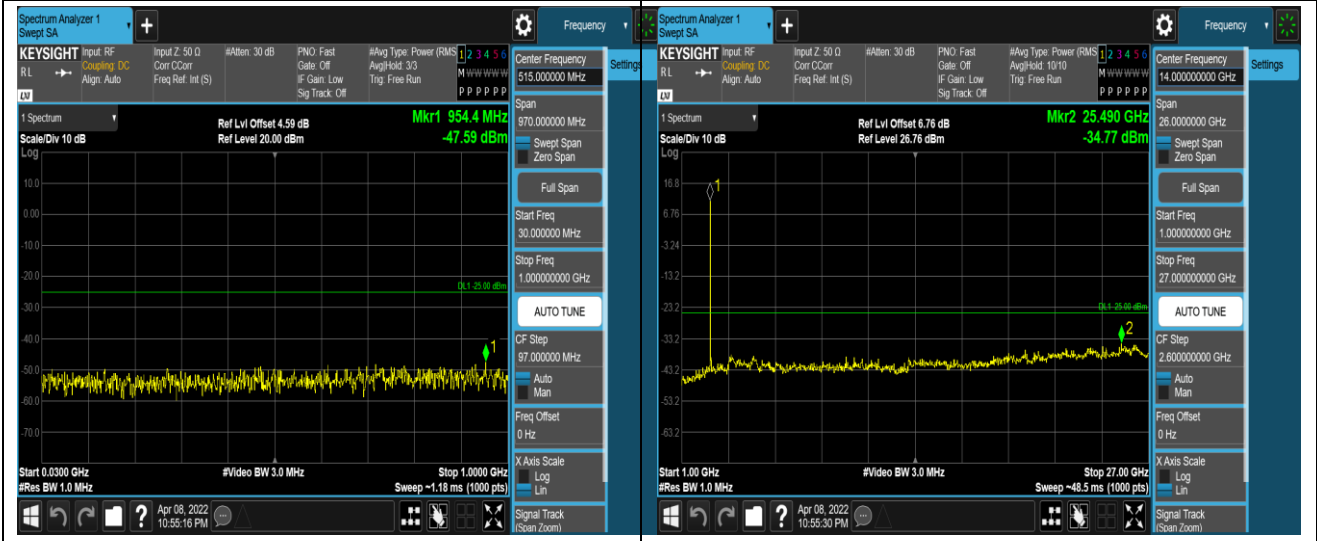 Spectrum Analyzer 1
Swept SA
+
Frequency
KEYSIGHT
RL
LXI
Input: RF
Coupling: DC
Align: Auto
Input Z: 50 Ω
Corr CCorr
Freq Ref: Int (S)
#Atten: 30 dB
PNO: Fast
Gate: Off
IF Gain: Low
Sig Track: Off
#Avg Type: Power (RMS
Avg|Hold: 3/3
Trig: Free Run
1 2 3 4 5 6
M W W W W W
P P P P P P
1 Spectrum
Scale/Div 10 dB
Log
Ref Lvl Offset 4.59 dB
Ref Level 20.00 dBm
Mkr1 954.4 MHz
-47.59 dBm
10.0
0.00
-10.0
-20.0
-30.0
-40.0
-50.0
-60.0
-70.0
DL1 -25.00 dBm
1
Start 0.0300 GHz
#Res BW 1.0 MHz
#Video BW 3.0 MHz
Stop 1.0000 GHz
Sweep ~1.18 ms (1000 pts)
Apr 08, 2022
10:55:16 PM
Center Frequency
515.000000 MHz
Span
970.000000 MHz
Swept Span
Zero Span
Full Span
Start Freq
30.000000 MHz
Stop Freq
1.000000000 GHz
AUTO TUNE
CF Step
97.000000 MHz
Auto
Man
Freq Offset
0 Hz
X Axis Scale
Log
Lin
Signal Track
(Span Zoom)
Settings
Spectrum Analyzer 1
Swept SA
+
Frequency
KEYSIGHT
RL
LXI
Input: RF
Coupling: DC
Align: Auto
Input Z: 50 Ω
Corr CCorr
Freq Ref: Int (S)
#Atten: 30 dB
PNO: Fast
Gate: Off
IF Gain: Low
Sig Track: Off
#Avg Type: Power (RMS
Avg|Hold: 10/10
Trig: Free Run
1 2 3 4 5 6
M W W W W W
P P P P P P
1 Spectrum
Scale/Div 10 dB
Log
Ref Lvl Offset 6.76 dB
Ref Level 26.76 dBm
Mkr2 25.490 GHz
-34.77 dBm
16.8
6.76
-3.24
-13.2
-23.2
-33.2
-43.2
-53.2
-63.2
1
DL1 -25.00 dBm
2
Start 1.00 GHz
#Res BW 1.0 MHz
#Video BW 3.0 MHz
Stop 27.00 GHz
Sweep ~48.5 ms (1000 pts)
Apr 08, 2022
10:55:30 PM
Center Frequency
14.000000000 GHz
Span
26.0000000 GHz
Swept Span
Zero Span
Full Span
Start Freq
1.000000000 GHz
Stop Freq
27.000000000 GHz
AUTO TUNE
CF Step
2.600000000 GHz
Auto
Man
Freq Offset
0 Hz
X Axis Scale
Log
Lin
Signal Track
(Span Zoom)
Settings